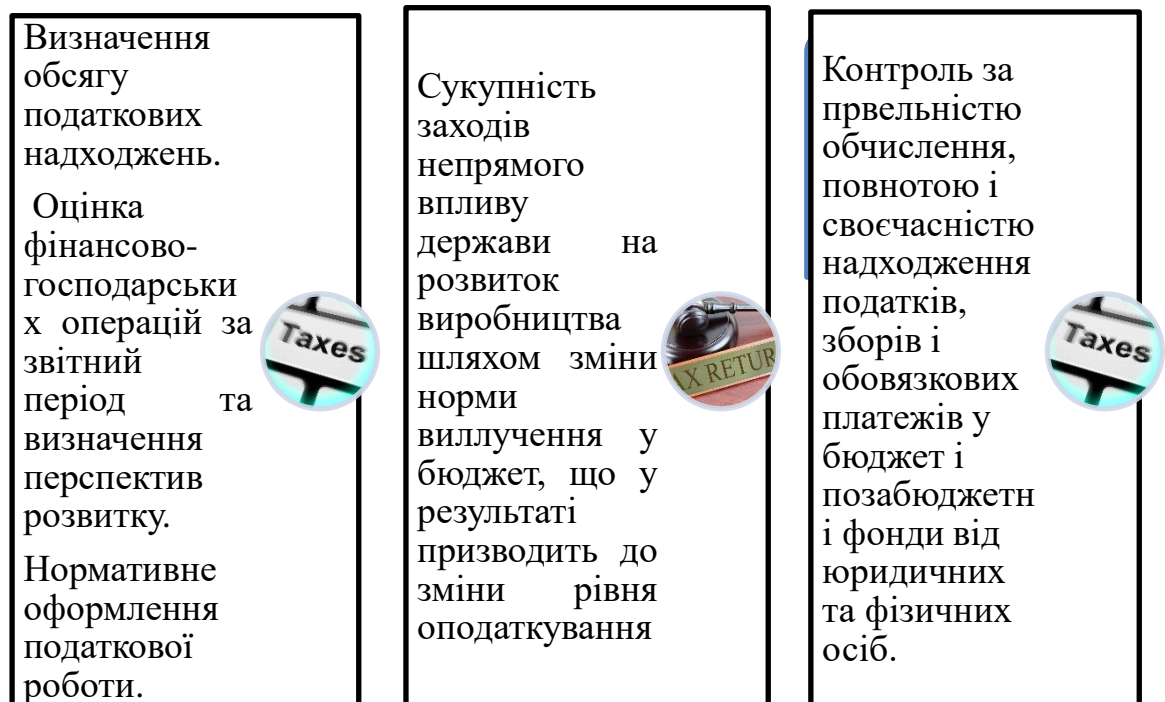 Визначення
обсягу
податкових
надходжень.
Оцінка
фінансово-
господарськи
х операцій за
звітний
період та
визначення
перспектив
розвитку.
Нормативне
оформлення
податкової
роботи.
Taxes
Сукупність
заходів
непрямого
впливу
держави на
розвиток
виробництва
шляхом зміни
норми
виллучення у
бюджет, що у
результаті
призводить до
зміни рівня
оподаткування
AX RETUR
Контроль за
првельністю
обчислення,
повнотою і
своєчасністю
надходження
податків,
зборів і
обовязкових
платежів у
бюджет і
позабюджетн
і фонди від
юридичних
та фізичних
осіб.
Taxes